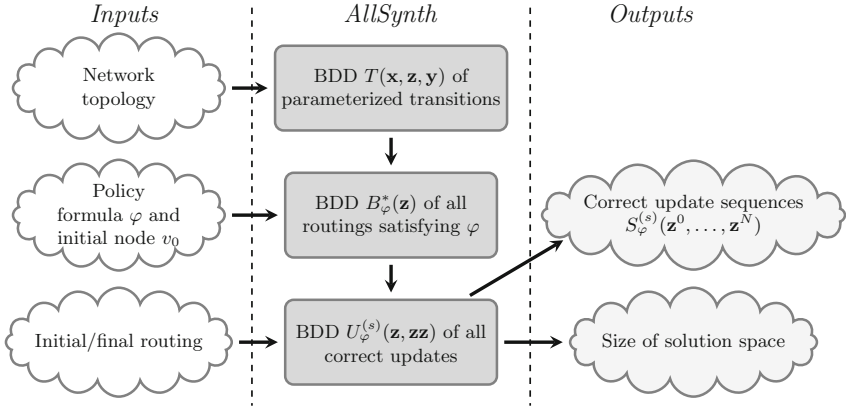 Inputs
AllSynth
Outputs
Network
topology
BDD T(x, z, y) of
parameterized transitions
Policy
formula φ and
initial node v₀
BDD B*φ(z) of all
routings satisfying φ
Correct update sequences
Sφ⁽ˢ⁾(z⁰, . . . , zᴺ)
Initial/final routing
BDD Uφ⁽ˢ⁾(z, zz) of all
correct updates
Size of solution space